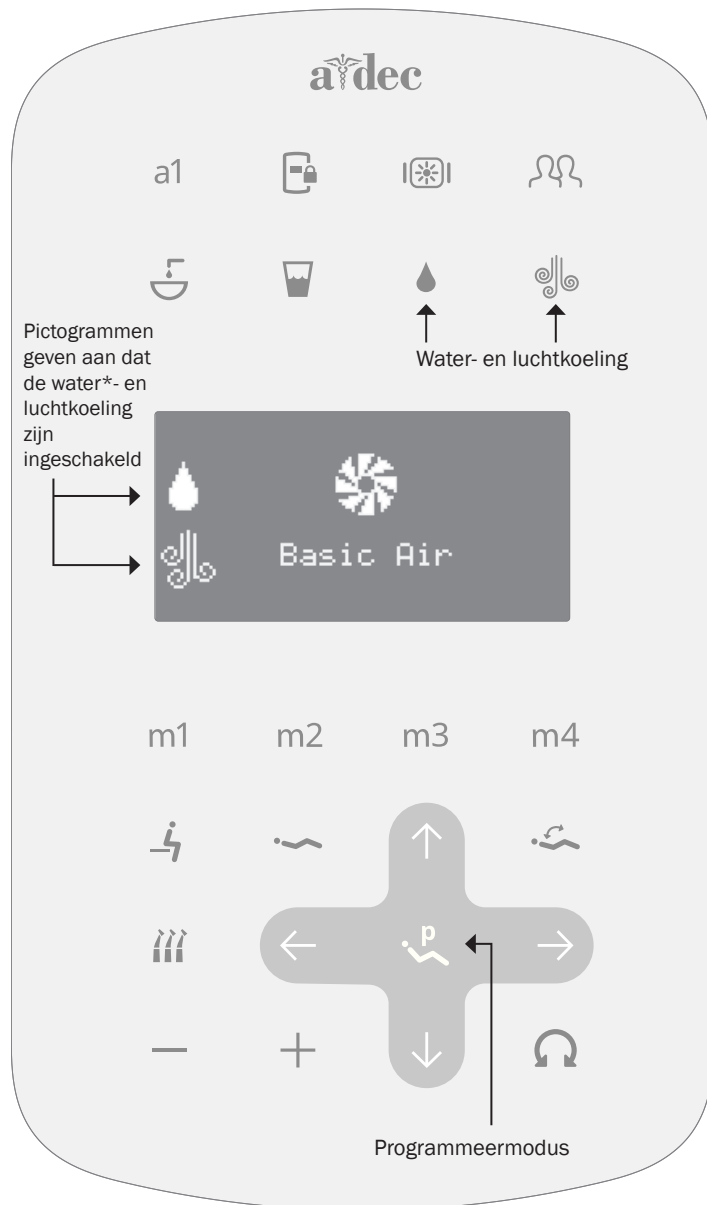 a dec
a1
Pictogrammen
geven aan dat
de water*- en
luchtkoeling
zijn
ingeschakeld
Water- en luchtkoeling
Basic Air
m1 m2 m3 m4
p
Programmeermodus